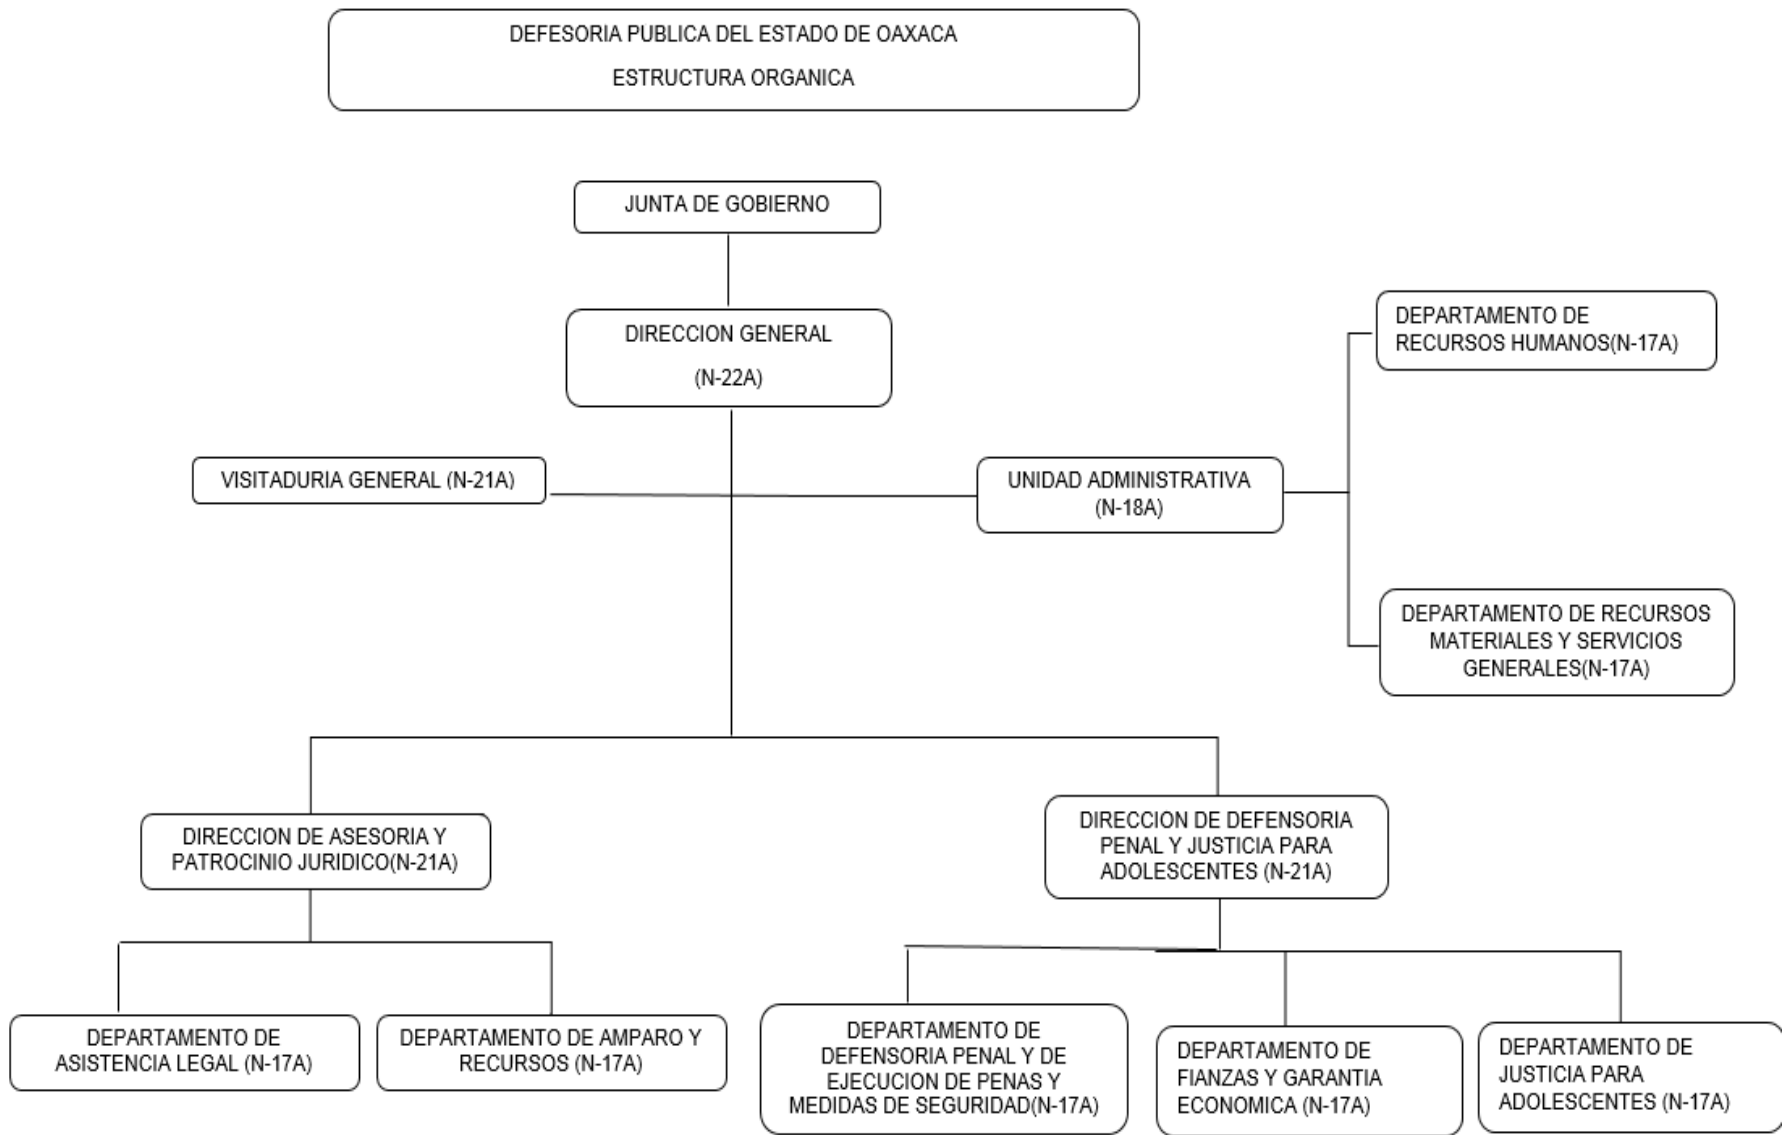 DEFESORIA PUBLICA DEL ESTADO DE OAXACA
ESTRUCTURA ORGANICA
JUNTA DE GOBIERNO
DIRECCION GENERAL
(N-22A)
DEPARTAMENTO DE
RECURSOS HUMANOS(N-17A)
VISITADURIA GENERAL (N-21A)
UNIDAD ADMINISTRATIVA
(N-18A)
DEPARTAMENTO DE RECURSOS
MATERIALES Y SERVICIOS
GENERALES(N-17A)
DIRECCION DE ASESORIA Y
PATROCINIO JURIDICO(N-21A)
DIRECCION DE DEFENSORIA
PENAL Y JUSTICIA PARA
ADOLESCENTES (N-21A)
DEPARTAMENTO DE
ASISTENCIA LEGAL (N-17A)
DEPARTAMENTO DE AMPARO Y
RECURSOS (N-17A)
DEPARTAMENTO DE
DEFENSORIA PENAL Y DE
EJECUCION DE PENAS Y
MEDIDAS DE SEGURIDAD(N-17A)
DEPARTAMENTO DE
FIANZAS Y GARANTIA
ECONOMICA (N-17A)
DEPARTAMENTO DE
JUSTICIA PARA
ADOLESCENTES (N-17A)